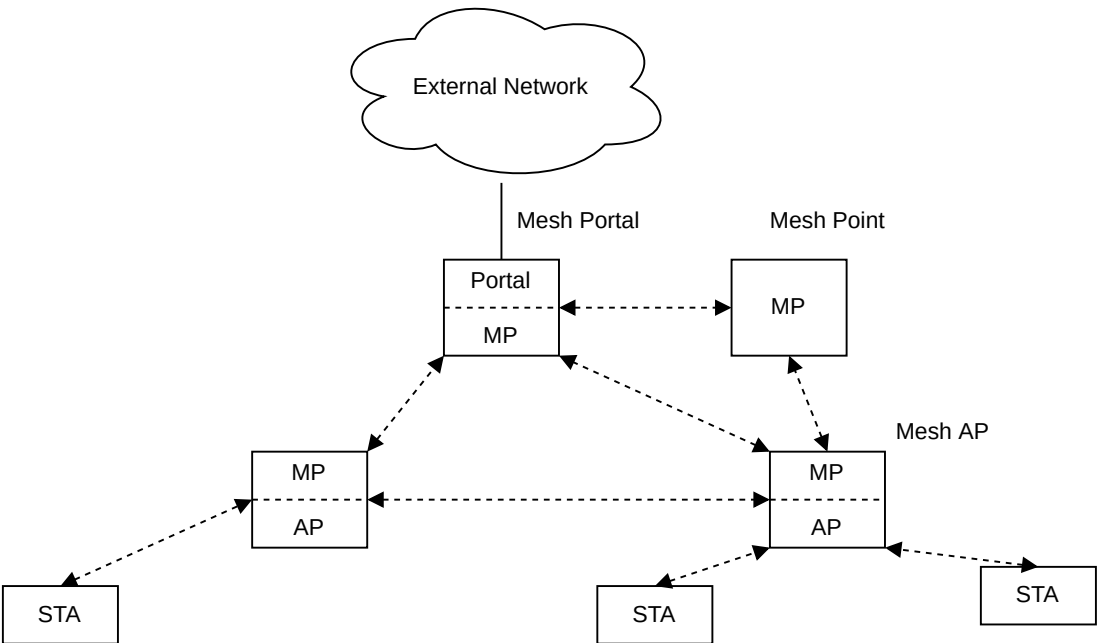 External Network
Mesh Portal
Mesh Point
Portal
MP
MP
Mesh AP
MP
AP
MP
AP
STA
STA
STA